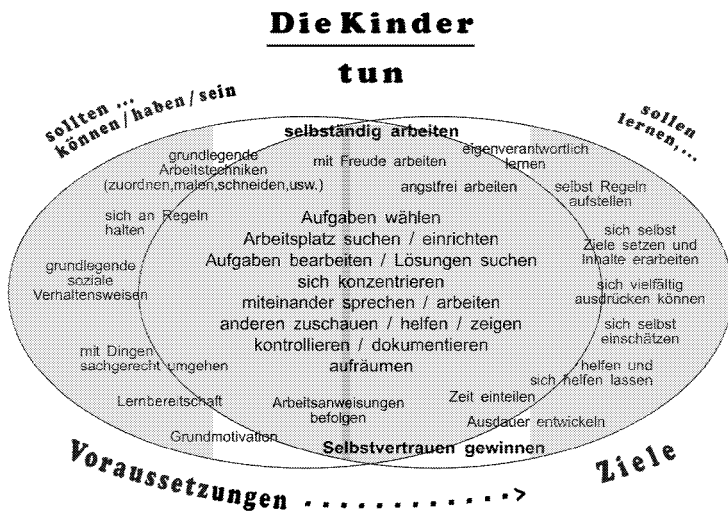 Die Kinder
tun
sollten ...
können/haben/sein
sollen
lernen,...
selbständig arbeiten
grundlegende
Arbeitstechniken
(zuordnen,malen,schneiden,usw.)
mit Freude arbeiten
eigenverantwortlich
lernen
angstfrei arbeiten
selbst Regeln
aufstellen
sich an Regeln
halten
Aufgaben wählen
Arbeitsplatz suchen / einrichten
Aufgaben bearbeiten / Lösungen suchen
sich konzentrieren
miteinander sprechen / arbeiten
anderen zuschauen / helfen / zeigen
kontrollieren / dokumentieren
aufräumen
sich selbst
Ziele setzen und
Inhalte erarbeiten
grundlegende
soziale
Verhaltensweisen
sich vielfältig
ausdrücken können
sich selbst
einschätzen
mit Dingen
sachgerecht umgehen
helfen und
sich helfen lassen
Lernbereitschaft
Arbeitsanweisungen
befolgen
Zeit einteilen
Ausdauer entwickeln
Grundmotivation
Selbstvertrauen gewinnen
Voraussetzungen ............>
Ziele